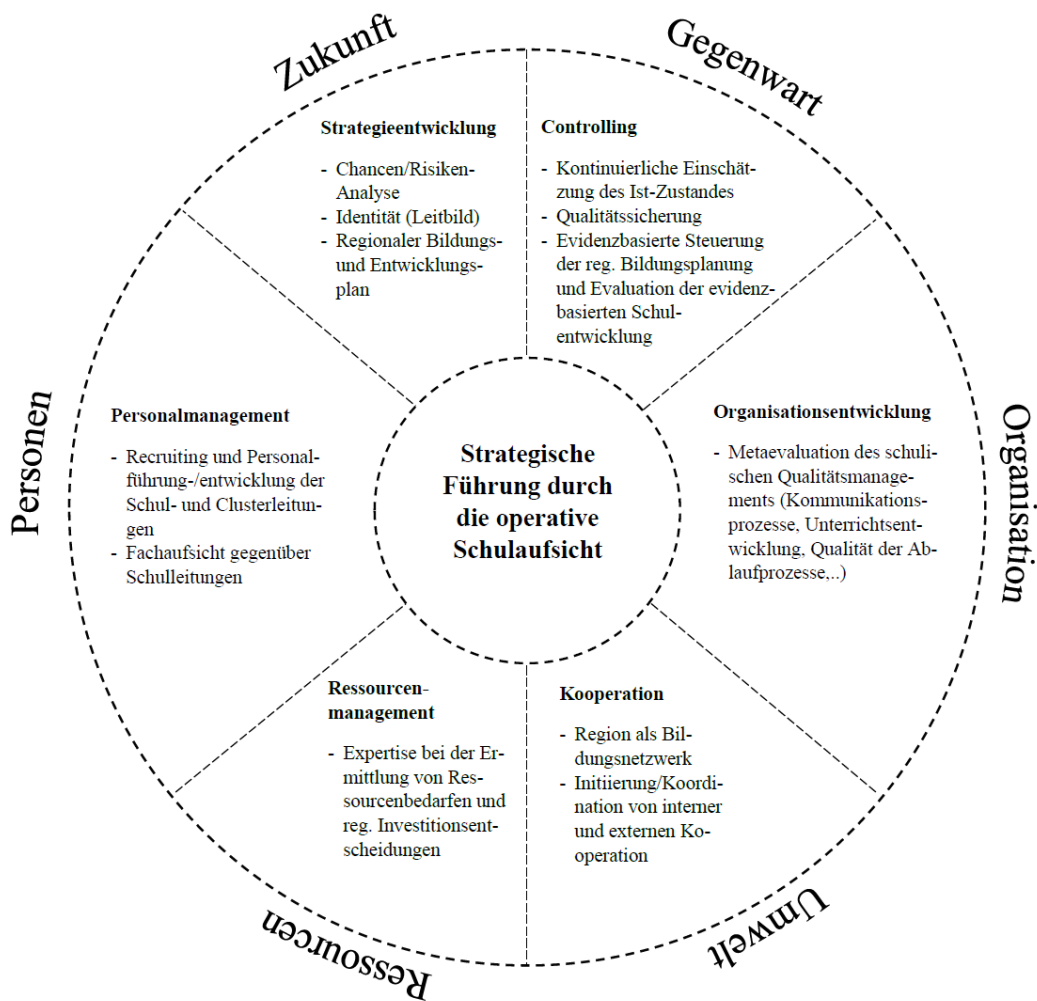 Zukunft
Gegenwart
Strategieentwicklung
- Chancen/Risiken-
Analyse
- Identität (Leitbild)
- Regionaler Bildungs-
und Entwicklungs-
plan
Controlling
- Kontinuierliche Einschät-
zung des Ist-Zustandes
- Qualitätssicherung
- Evidenzbasierte Steuerung
der reg. Bildungsplanung
und Evaluation der evidenz-
basierten Schul-
entwicklung
Personen
Personalmanagement
- Recruiting und Personal-
führung-/entwicklung der
Schul- und Clusterleitun-
gen
- Fachaufsicht gegenüber
Schulleitungen
Strategische
Führung durch
die operative
Schulaufsicht
Organisationsentwicklung
- Metaevaluation des schuli-
schen Qualitätsmanage-
ments (Kommunikations-
prozesse, Unterrichtsent-
wicklung, Qualität der Ab-
laufprozesse,..)
Organisation
Ressourcen-
management
- Expertise bei der Er-
mittlung von Res-
sourcenbedarfen und
reg. Investitionsent-
scheidungen
Kooperation
- Region als Bil-
dungsnetzwerk
- Initiierung/Koordi-
nation von interner
und externen Ko-
operation
Ressourcen
Umwelt